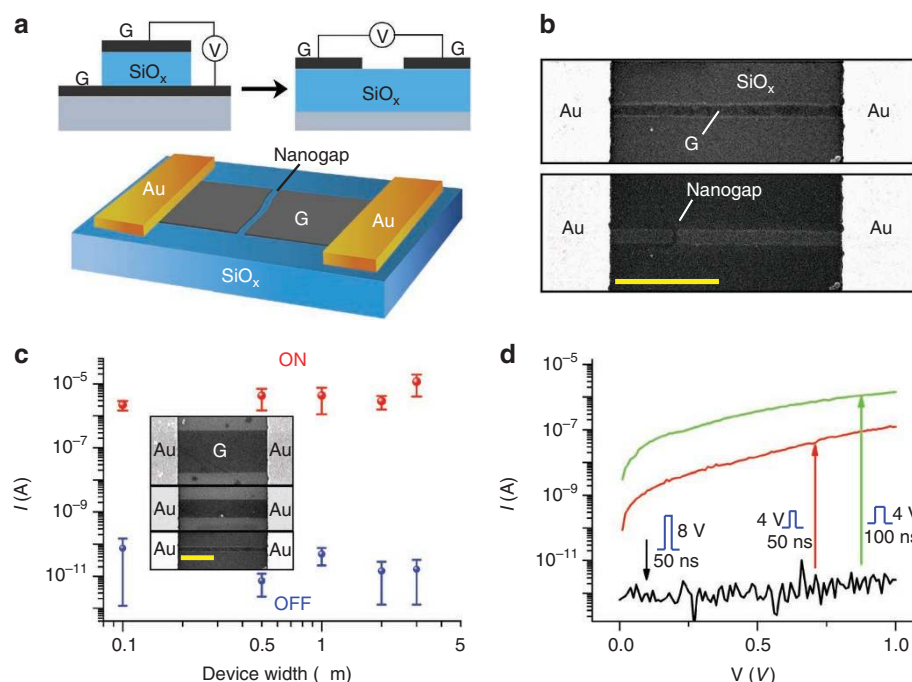 a
G
G
SiOx
V
G
V
G
SiOx
Nanogap
Au
G
Au
SiOx
b
SiOx
Au
G
Au
Nanogap
Au
Au
c
ON
10⁻⁵
10⁻⁷
10⁻⁹
10⁻¹¹
I (A)
Au
G
Au
Au
Au
Au
Au
OFF
0.1
0.5
1
5
Device width ( m)
d
10⁻⁵
10⁻⁷
10⁻⁹
10⁻¹¹
I (A)
8 V
50 ns
4 V
50 ns
4 V
100 ns
0.0
0.5
1.0
V (V)